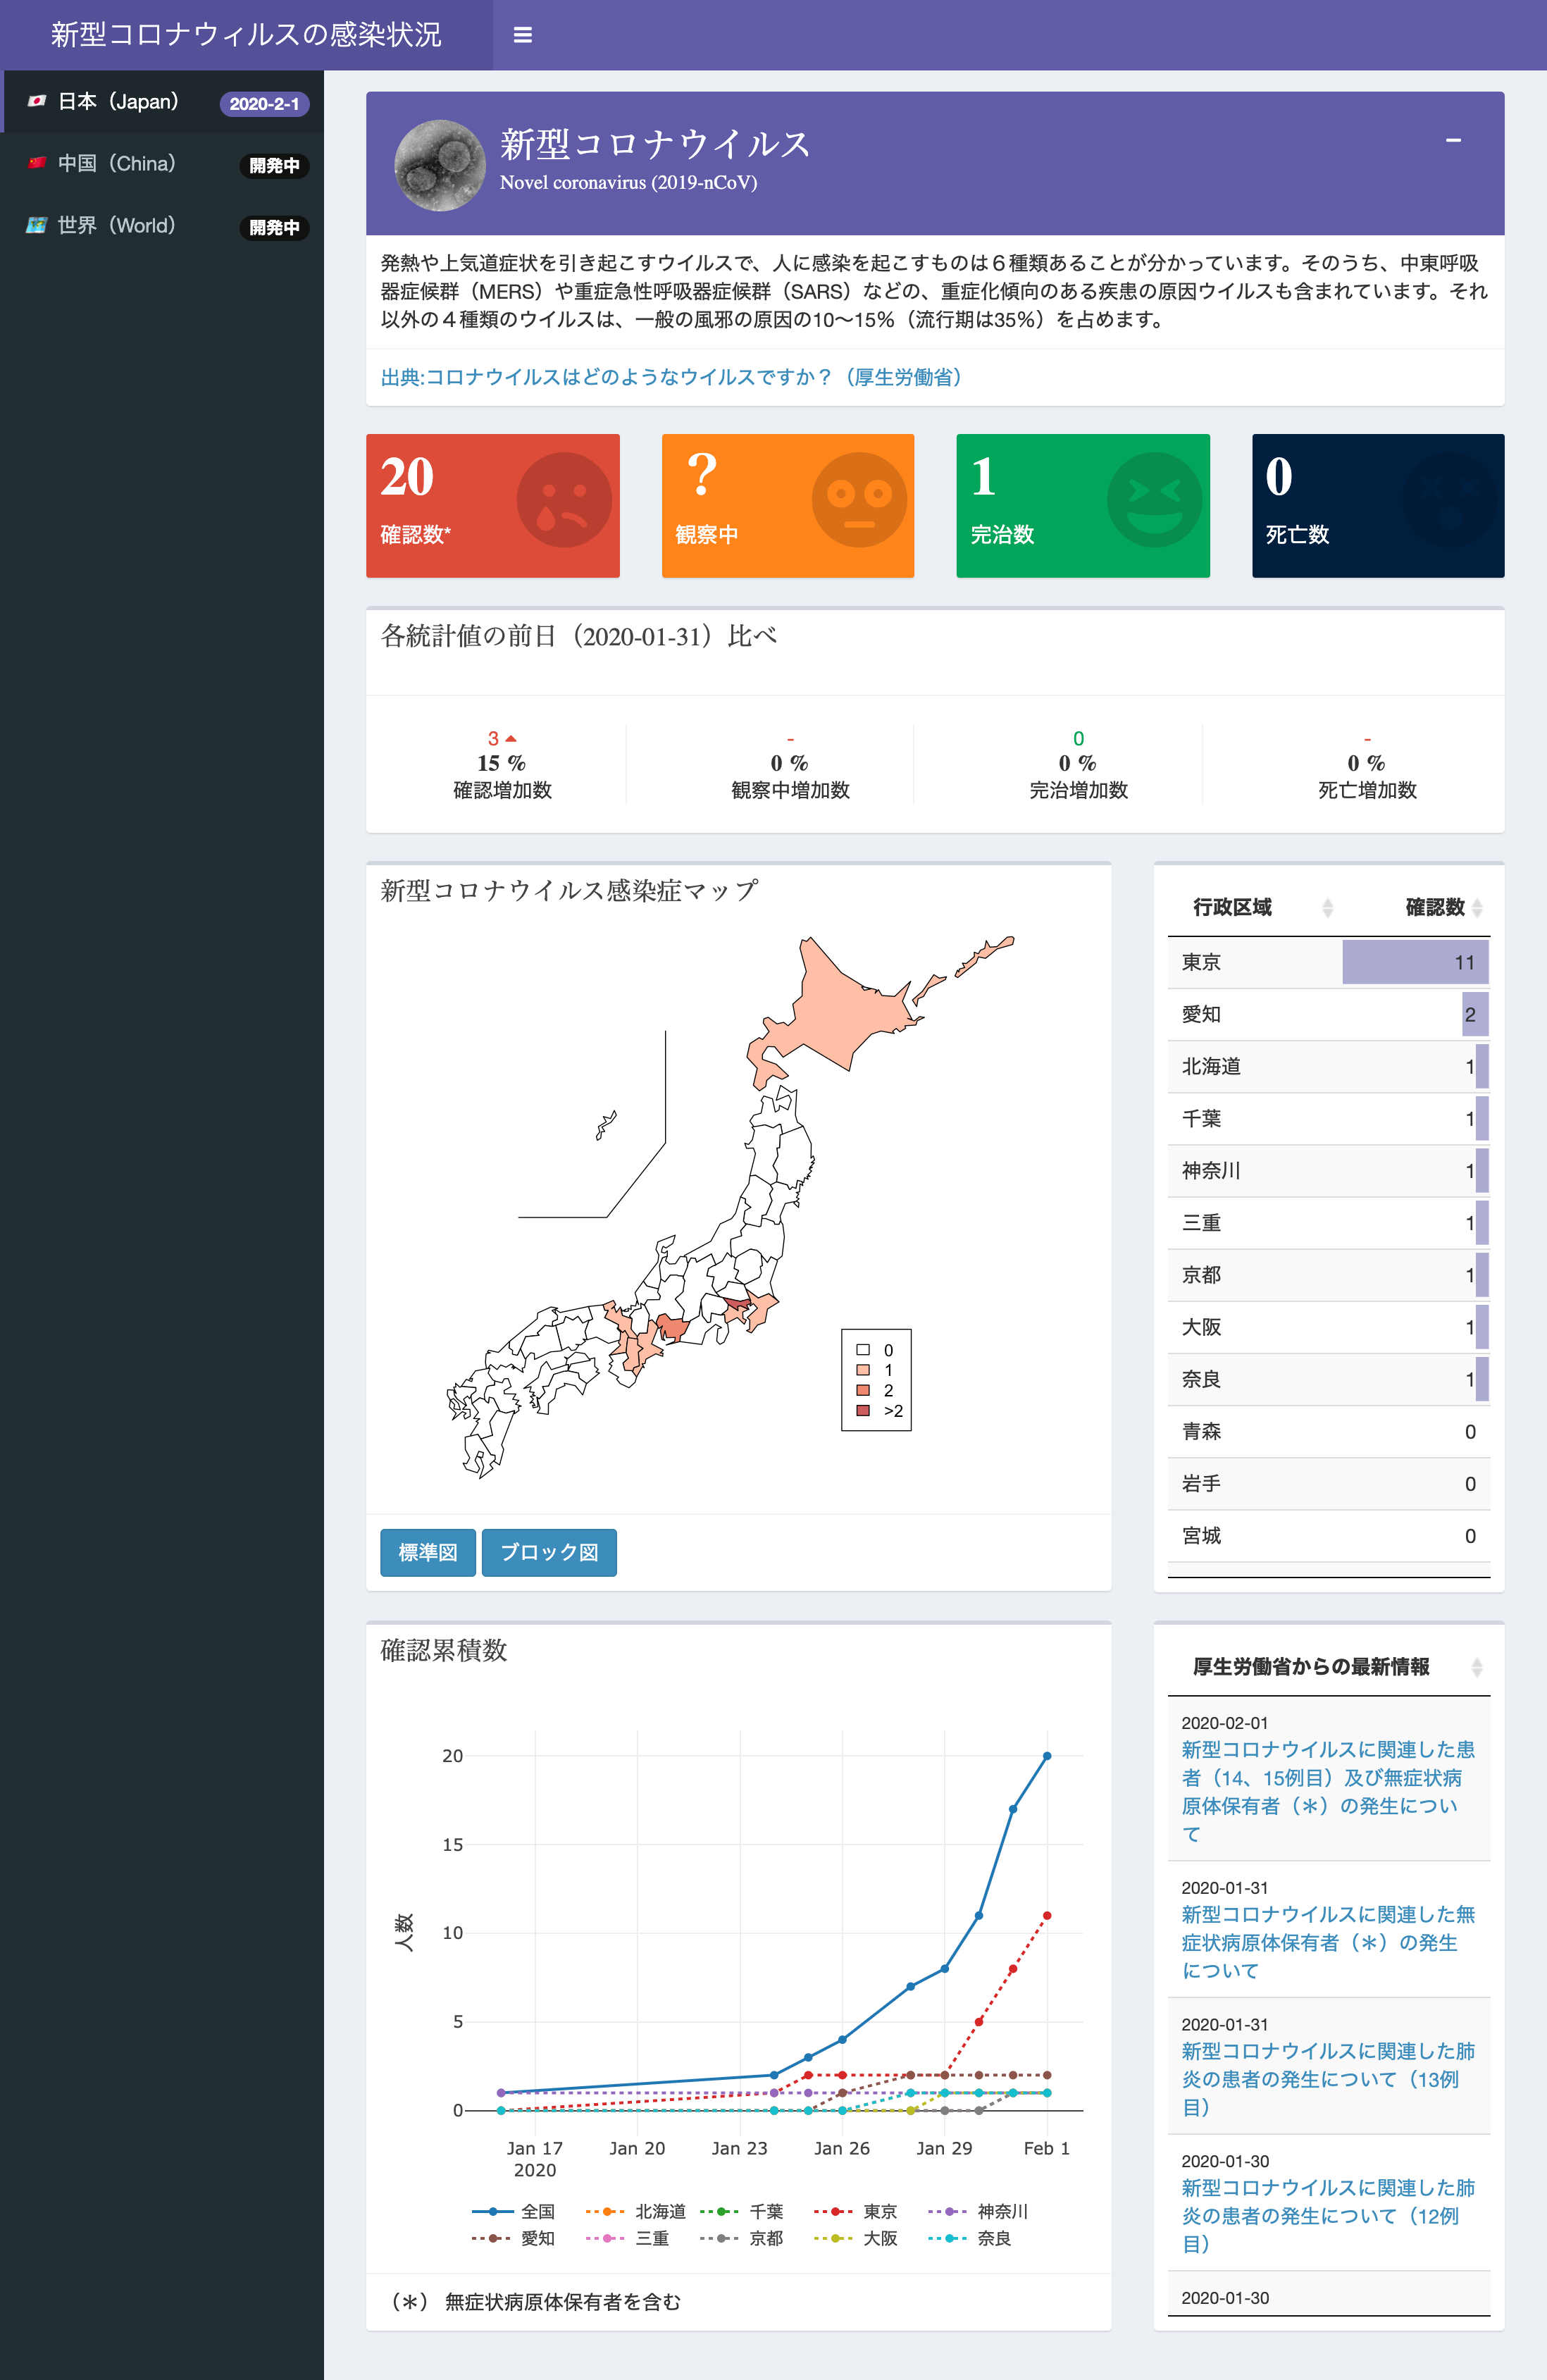 新型コロナウィルスの感染状況
日本（Japan）
2020-2-1
中国（China）
開発中
世界（World）
開発中
新型コロナウイルス
Novel coronavirus (2019-nCoV)
発熱や上気道症状を引き起こすウイルスで、人に感染を起こすものは６種類あることが分かっています。そのうち、中東呼吸
器症候群（MERS）や重症急性呼吸器症候群（SARS）などの、重症化傾向のある疾患の原因ウイルスも含まれています。それ
以外の４種類のウイルスは、一般の風邪の原因の10〜15％（流行期は35％）を占めます。
出典:コロナウイルスはどのようなウイルスですか？（厚生労働省）
20
確認数*
？
観察中
1
完治数
0
死亡数
各統計値の前日（2020-01-31）比べ
3
15 %
確認増加数
-
0 %
観察中増加数
0
0 %
完治増加数
-
0 %
死亡増加数
新型コロナウイルス感染症マップ
0
1
2
>2
標準図
ブロック図
行政区域 確認数
東京 11
愛知 2
北海道 1
千葉 1
神奈川 1
三重 1
京都 1
大阪 1
奈良 1
青森 0
岩手 0
宮城 0
確認累積数
人数
20
15
10
5
0
Jan 17 Jan 20 Jan 23 Jan 26 Jan 29 Feb 1
2020
全国 北海道 千葉 東京 神奈川
愛知 三重 京都 大阪 奈良
（＊） 無症状病原体保有者を含む
厚生労働省からの最新情報
2020-02-01
新型コロナウイルスに関連した患
者（14、15例目）及び無症状病
原体保有者（＊）の発生につい
て
2020-01-31
新型コロナウイルスに関連した無
症状病原体保有者（＊）の発生
について
2020-01-31
新型コロナウイルスに関連した肺
炎の患者の発生について（13例
目）
2020-01-30
新型コロナウイルスに関連した肺
炎の患者の発生について（12例
目）
2020-01-30